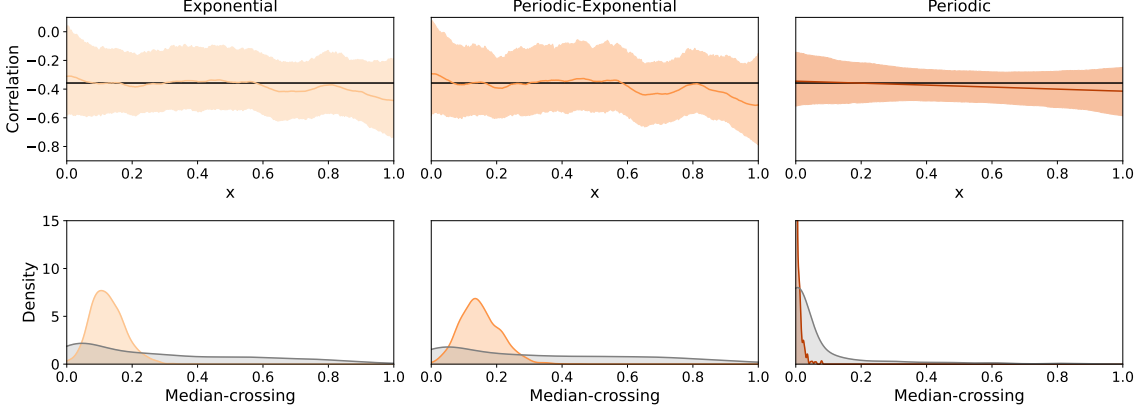 Exponential
Periodic-Exponential
Periodic
Correlation
0.0
−0.2
−0.4
−0.6
−0.8
0.0 0.2 0.4 0.6 0.8 1.0
0.0 0.2 0.4 0.6 0.8 1.0
0.0 0.2 0.4 0.6 0.8 1.0
x
x
x
Density
15
10
5
0
0.0 0.2 0.4 0.6 0.8 1.0
0.0 0.2 0.4 0.6 0.8 1.0
0.0 0.2 0.4 0.6 0.8 1.0
Median-crossing
Median-crossing
Median-crossing